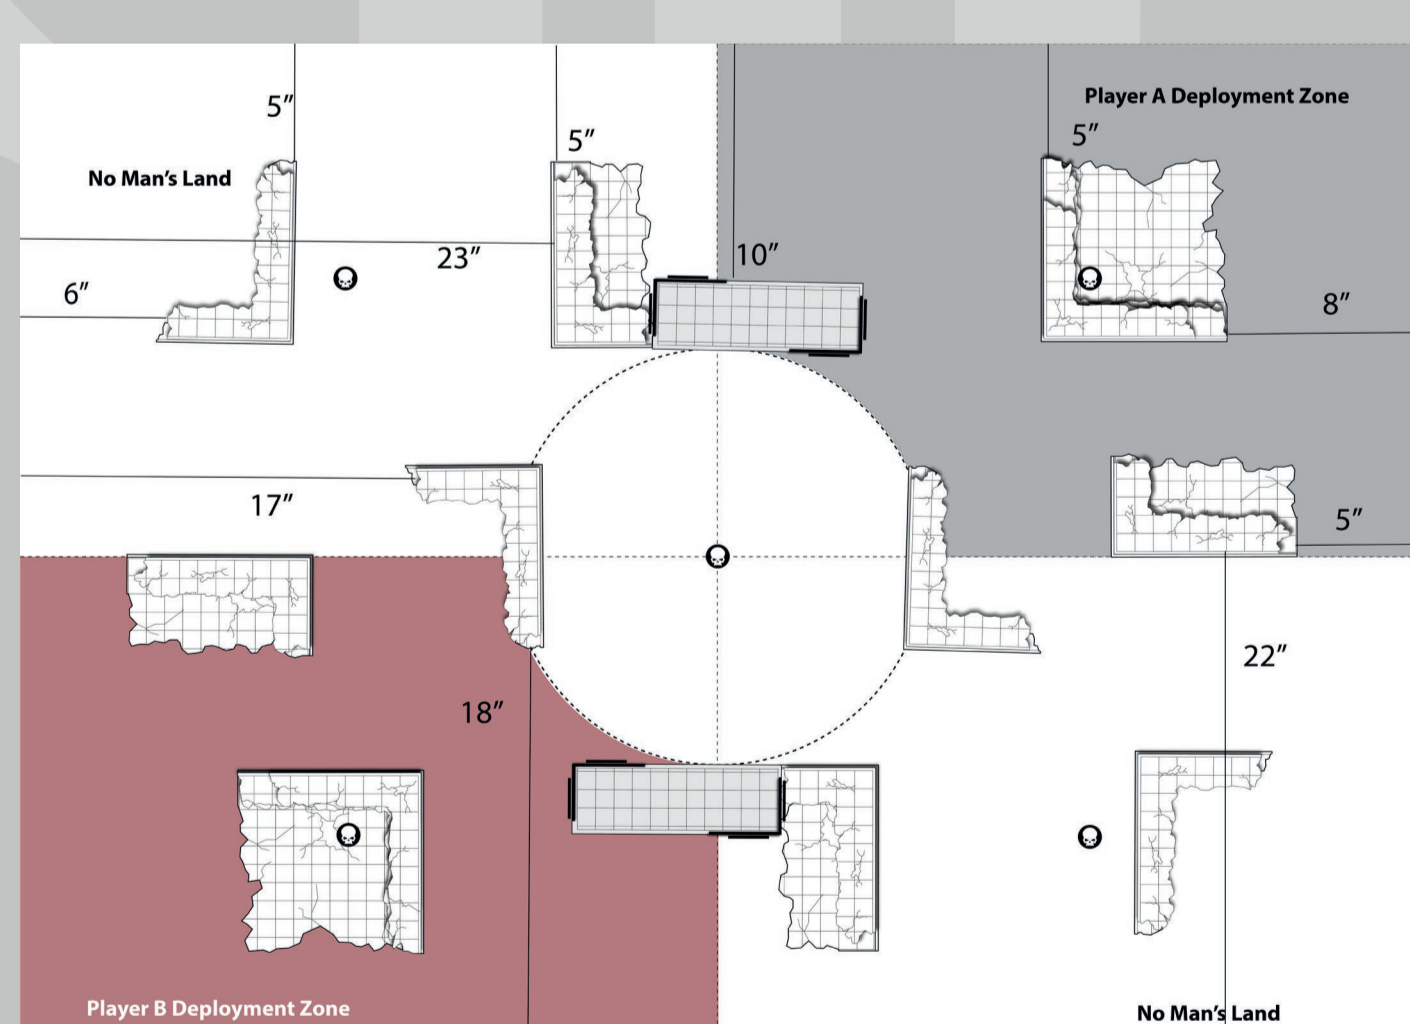 Player A Deployment Zone
5”
5”
5”
No Man’s Land
23”
10”
6”
8”
17”
5”
22”
18”
Player B Deployment Zone
No Man’s Land